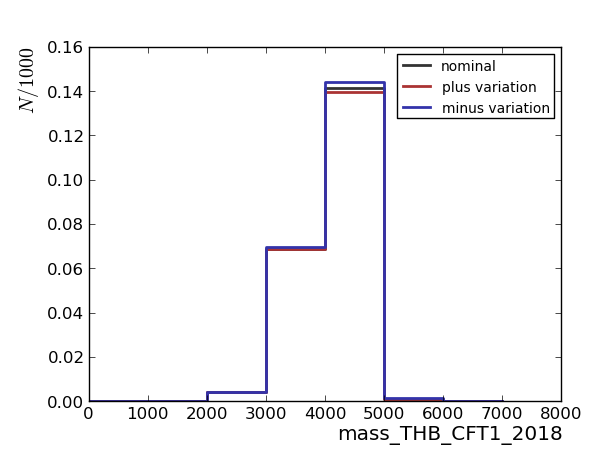 N/1000
0.16
0.14
0.12
0.10
0.08
0.06
0.04
0.02
0.00
0 1000 2000 3000 4000 5000 6000 7000 8000
mass_THB_CFT1_2018
nominal
plus variation
minus variation